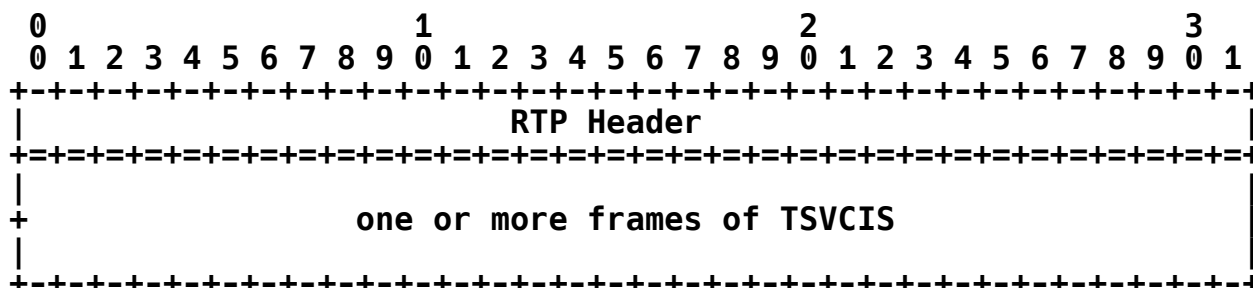 0                   1                   2                   3
 0 1 2 3 4 5 6 7 8 9 0 1 2 3 4 5 6 7 8 9 0 1 2 3 4 5 6 7 8 9 0 1
+-+-+-+-+-+-+-+-+-+-+-+-+-+-+-+-+-+-+-+-+-+-+-+-+-+-+-+-+-+-+-+-+
|                         RTP Header                            |
+=+=+=+=+=+=+=+=+=+=+=+=+=+=+=+=+=+=+=+=+=+=+=+=+=+=+=+=+=+=+=+=+
|                                                               |
+                 one or more frames of TSVCIS                  |
|                                                               |
+-+-+-+-+-+-+-+-+-+-+-+-+-+-+-+-+-+-+-+-+-+-+-+-+-+-+-+-+-+-+-+-+